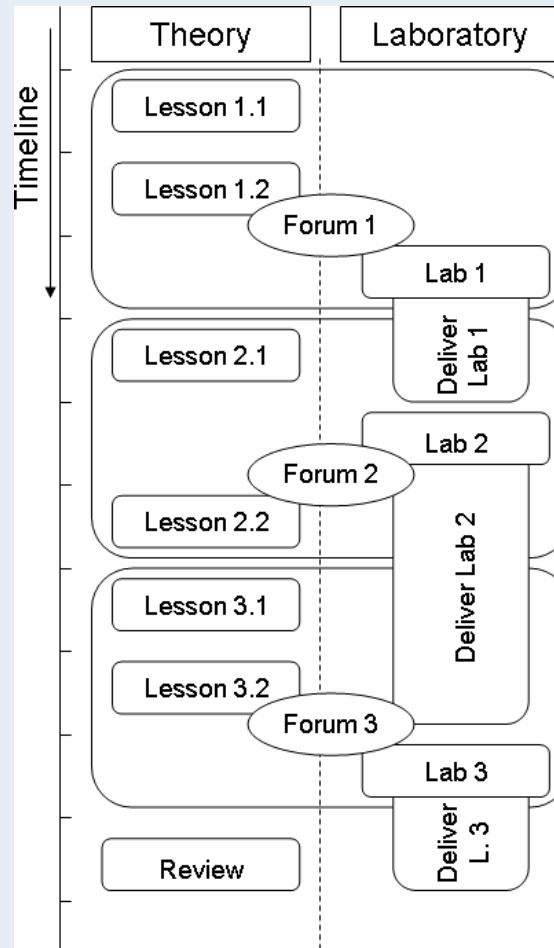 Theory
Laboratory
Timeline
Lesson 1.1
Lesson 1.2
Forum 1
Lab 1
Deliver
Lab 1
Lesson 2.1
Lab 2
Forum 2
Lesson 2.2
Deliver Lab 2
Lesson 3.1
Lesson 3.2
Forum 3
Lab 3
Deliver
L. 3
Review